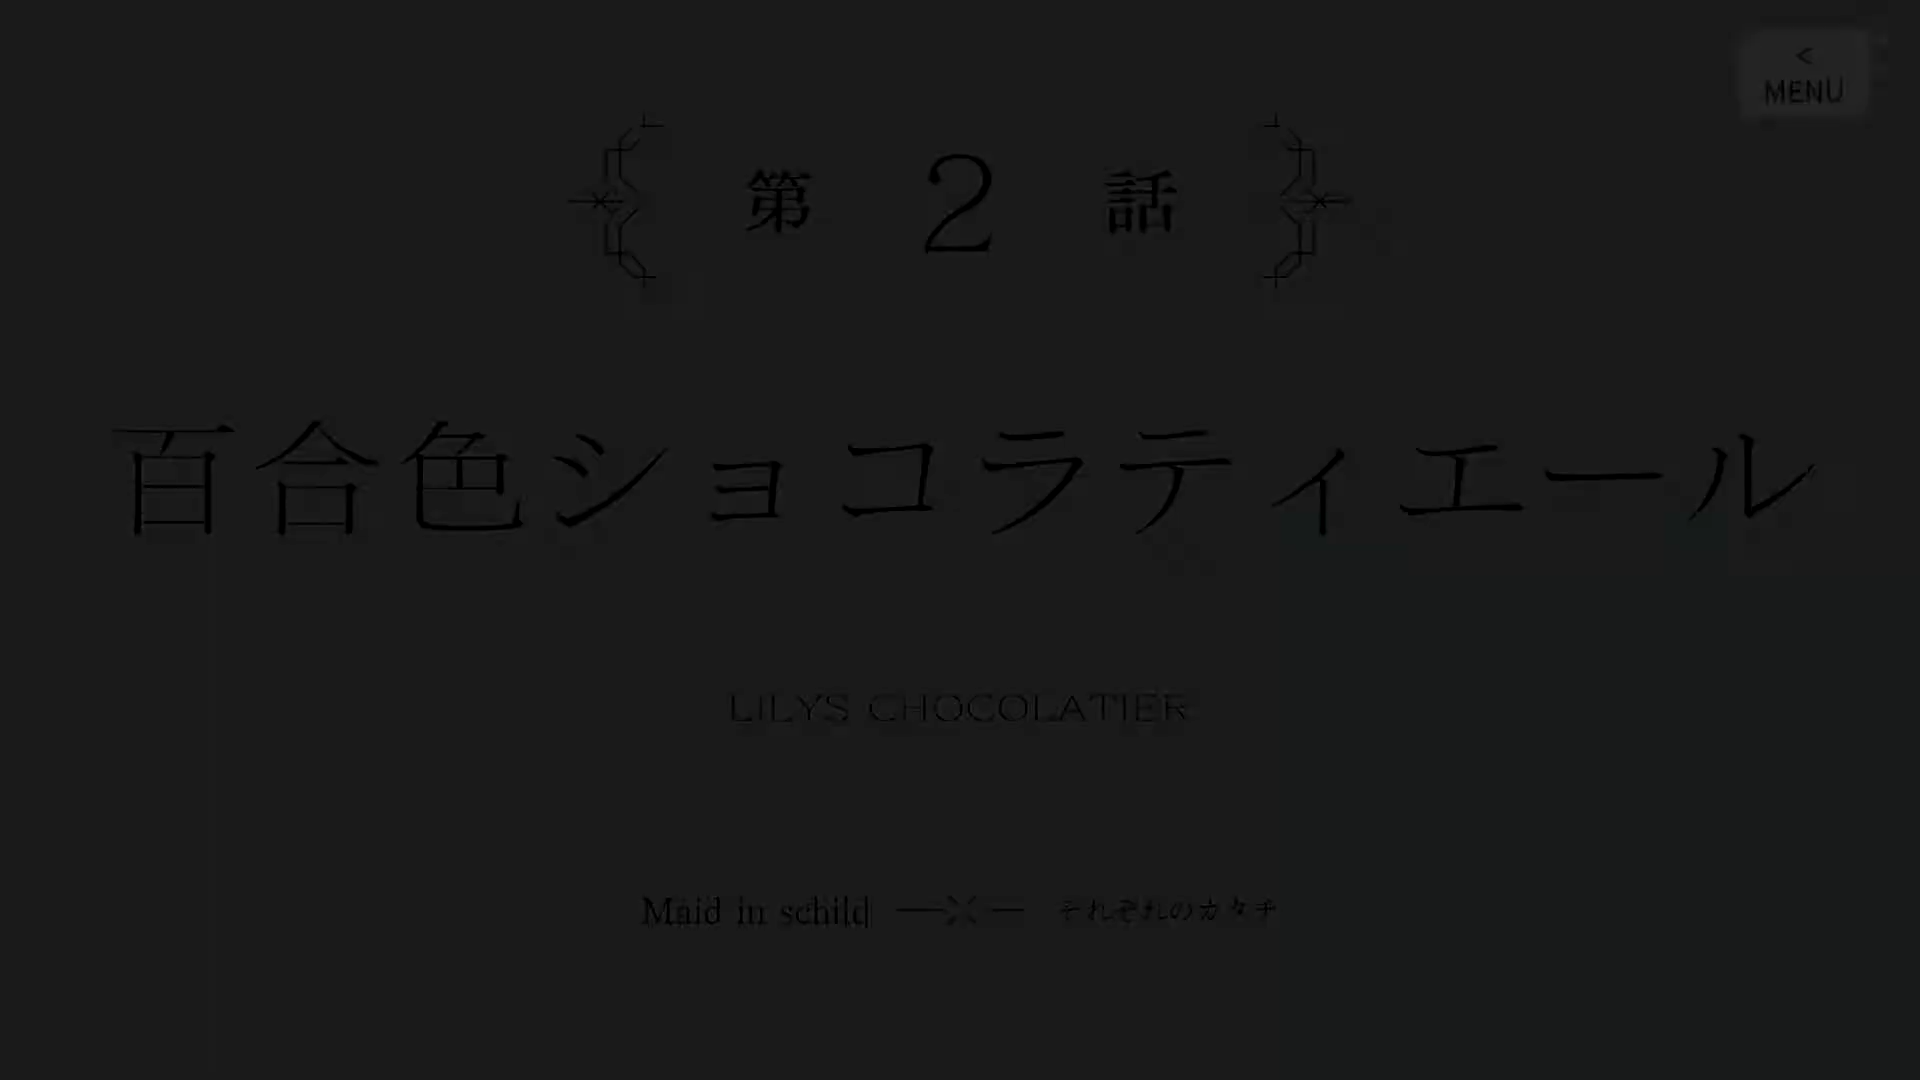 <
MENU
第 2 話
百合色ショコラティエール
LILYS CHOCOLATIER
Maid in schild それぞれのカタチ